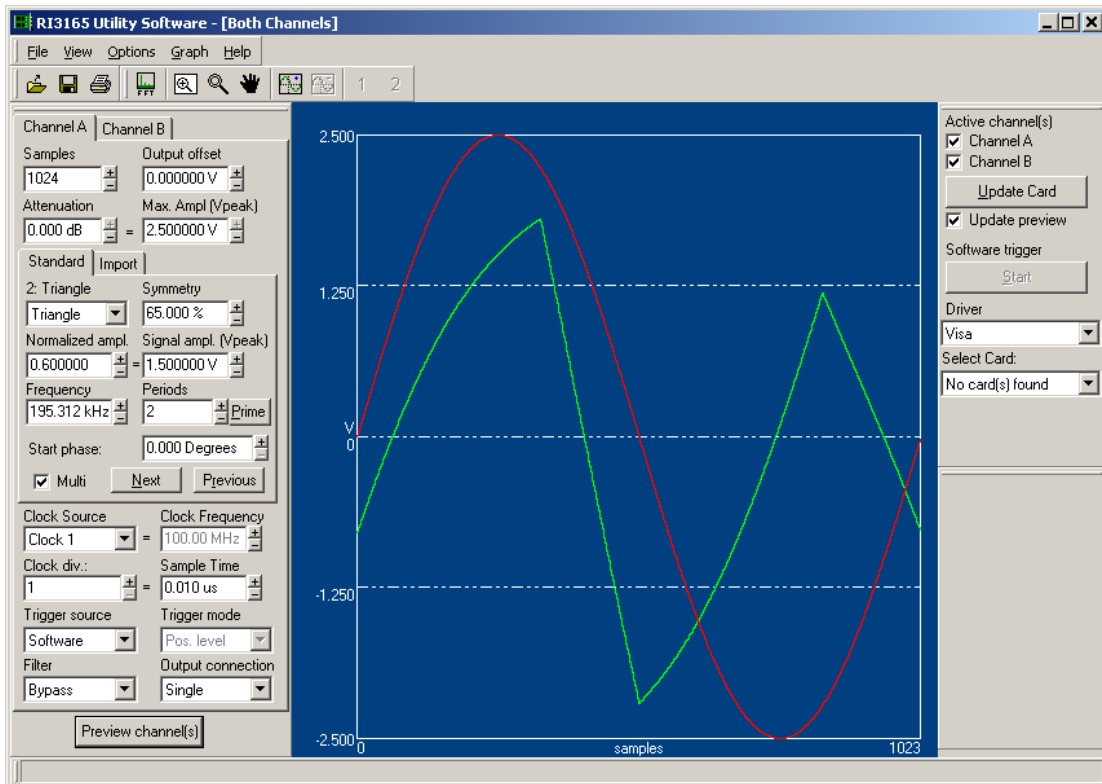 RI3165 Utility Software - [Both Channels]
File View Options Graph Help
FFT
1 2
Channel A Channel B
Samples Output offset
1024 0.000000 V
Attenuation Max. Ampl (Vpeak)
0.000 dB = 2.500000 V
Standard Import
2: Triangle Symmetry
Triangle 65.000 %
Normalized ampl. Signal ampl. (Vpeak)
0.600000 = 1.500000 V
Frequency Periods
195.312 kHz 2 Prime
Start phase: 0.000 Degrees
Multi Next Previous
Clock Source Clock Frequency
Clock 1 = 100.00 MHz
Clock div.: Sample Time
1 = 0.010 us
Trigger source Trigger mode
Software Pos. level
Filter Output connection
Bypass Single
Preview channel(s)
2.500
1.250
V
0
-1.250
-2.500
0 samples 1023
Active channel(s)
Channel A
Channel B
Update Card
Update preview
Software trigger
Start
Driver
Visa
Select Card:
No card(s) found